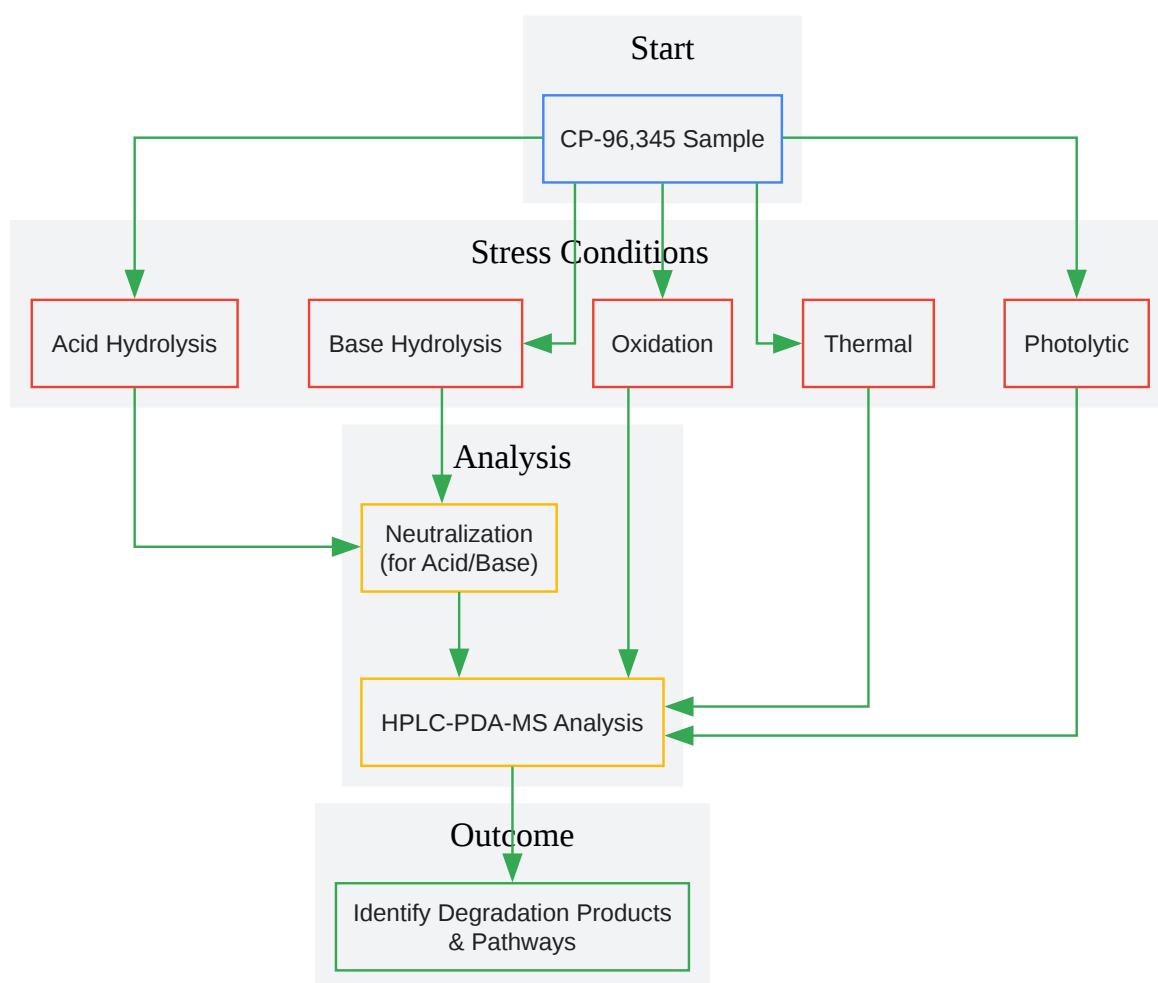 Start
CP-96,345 Sample
Stress Conditions
Acid Hydrolysis
Base Hydrolysis
Oxidation
Thermal
Photolytic
Analysis
Neutralization
(for Acid/Base)
HPLC-PDA-MS Analysis
Outcome
Identify Degradation Products
& Pathways